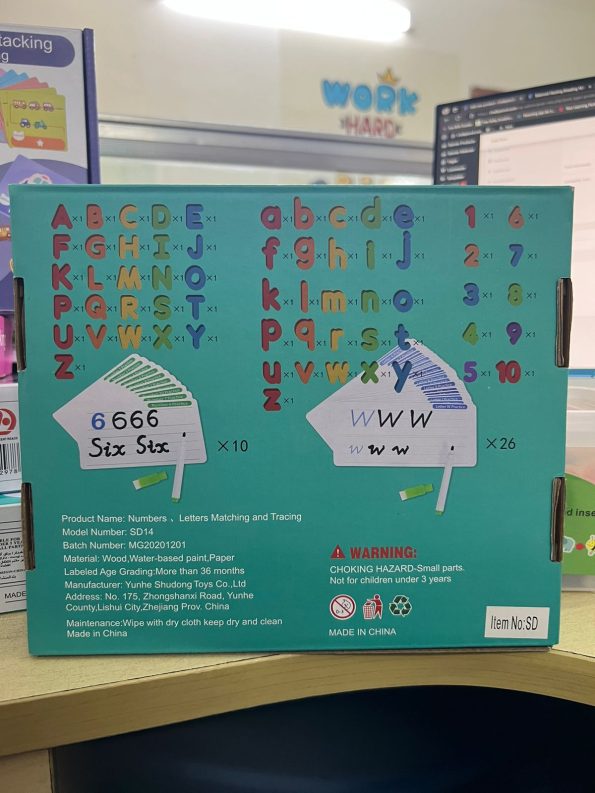 tacking
WORK
HARD
A×1 B×1 C×1 D×1 E×1
F×1 G×1 H×1 I×1 J×1
K×1 L×1 M×1 N×1 O×1
P×1 Q×1 R×1 S×1 T×1
U×1 V×1 W×1 X×1 Y×1
Z×1
a×1 b×1 c×1 d×1 e×1
f×1 g×1 h×1 i×1 j×1
k×1 l×1 m×1 n×1 o×1
p×1 q×1 r×1 s×1 t×1
u×1 v×1 w×1 x×1 y×1
z×1
1×1 6×1
2×1 7×1
3×1 8×1
4×1 9×1
5×1 10×1
6 666
Six Six
×10
W W W
w w w
×26
Product Name: Numbers 、Letters Matching and Tracing
Model Number: SD14
Batch Number: MG20201201
Material: Wood,Water-based paint,Paper
Labeled Age Grading:More than 36 months
Manufacturer: Yunhe Shudong Toys Co.,Ltd
Address: No. 175, Zhongshanxi Road, Yunhe
County,Lishui City,Zhejiang Prov. China
Maintenance:Wipe with dry cloth keep dry and clean
Made in China
WARNING:
CHOKING HAZARD-Small parts.
Not for children under 3 years
0-3
MADE IN CHINA
Item No:SD